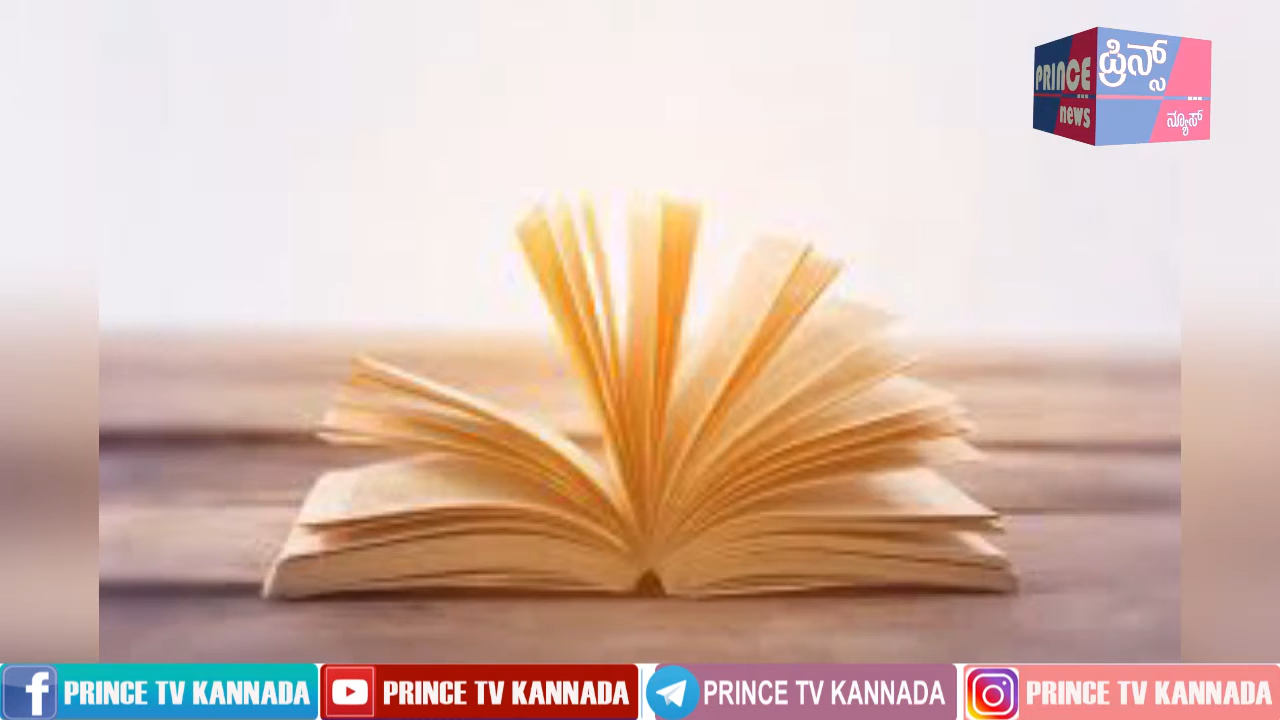 PRINCE
news
ಪ್ರಿನ್ಸ್
ನ್ಯೂಸ್
PRINCE TV KANNADA
PRINCE TV KANNADA
PRINCE TV KANNADA
PRINCE TV KANNADA